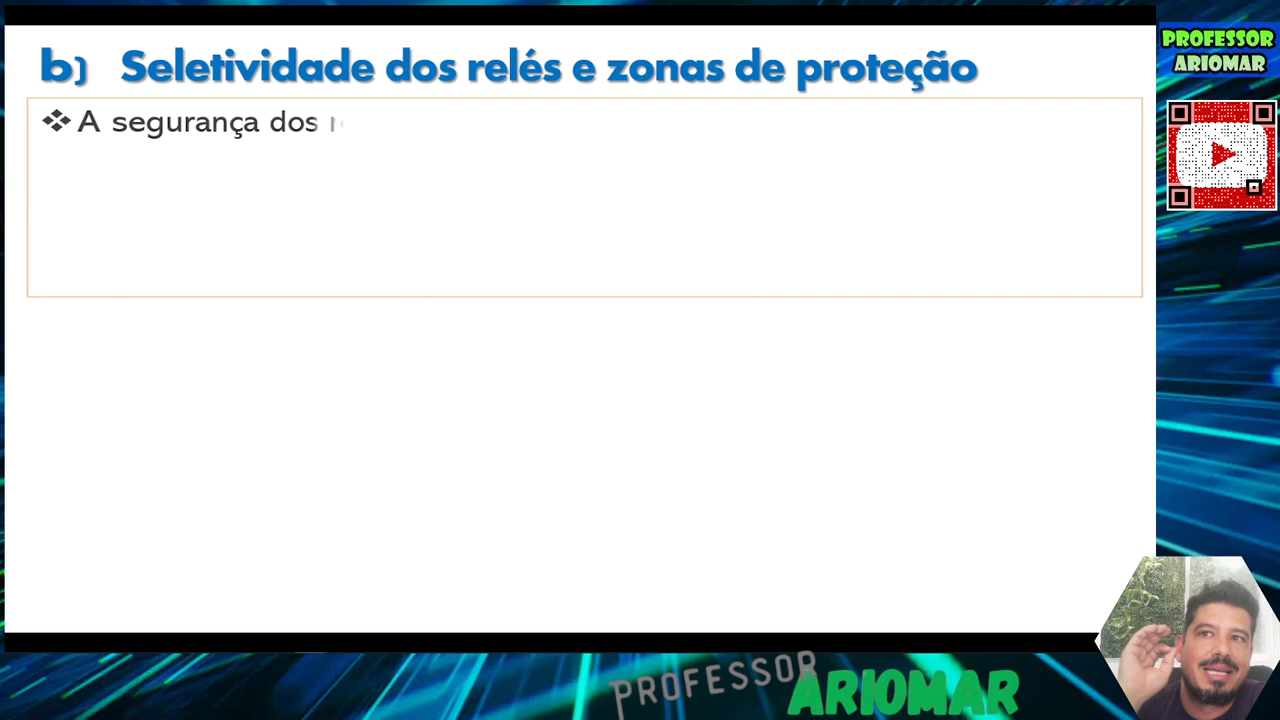 b) Seletividade dos relés e zonas de proteção
A segurança dos
PROFESSOR
ARIOMAR
PROFESSOR
ARIOMAR